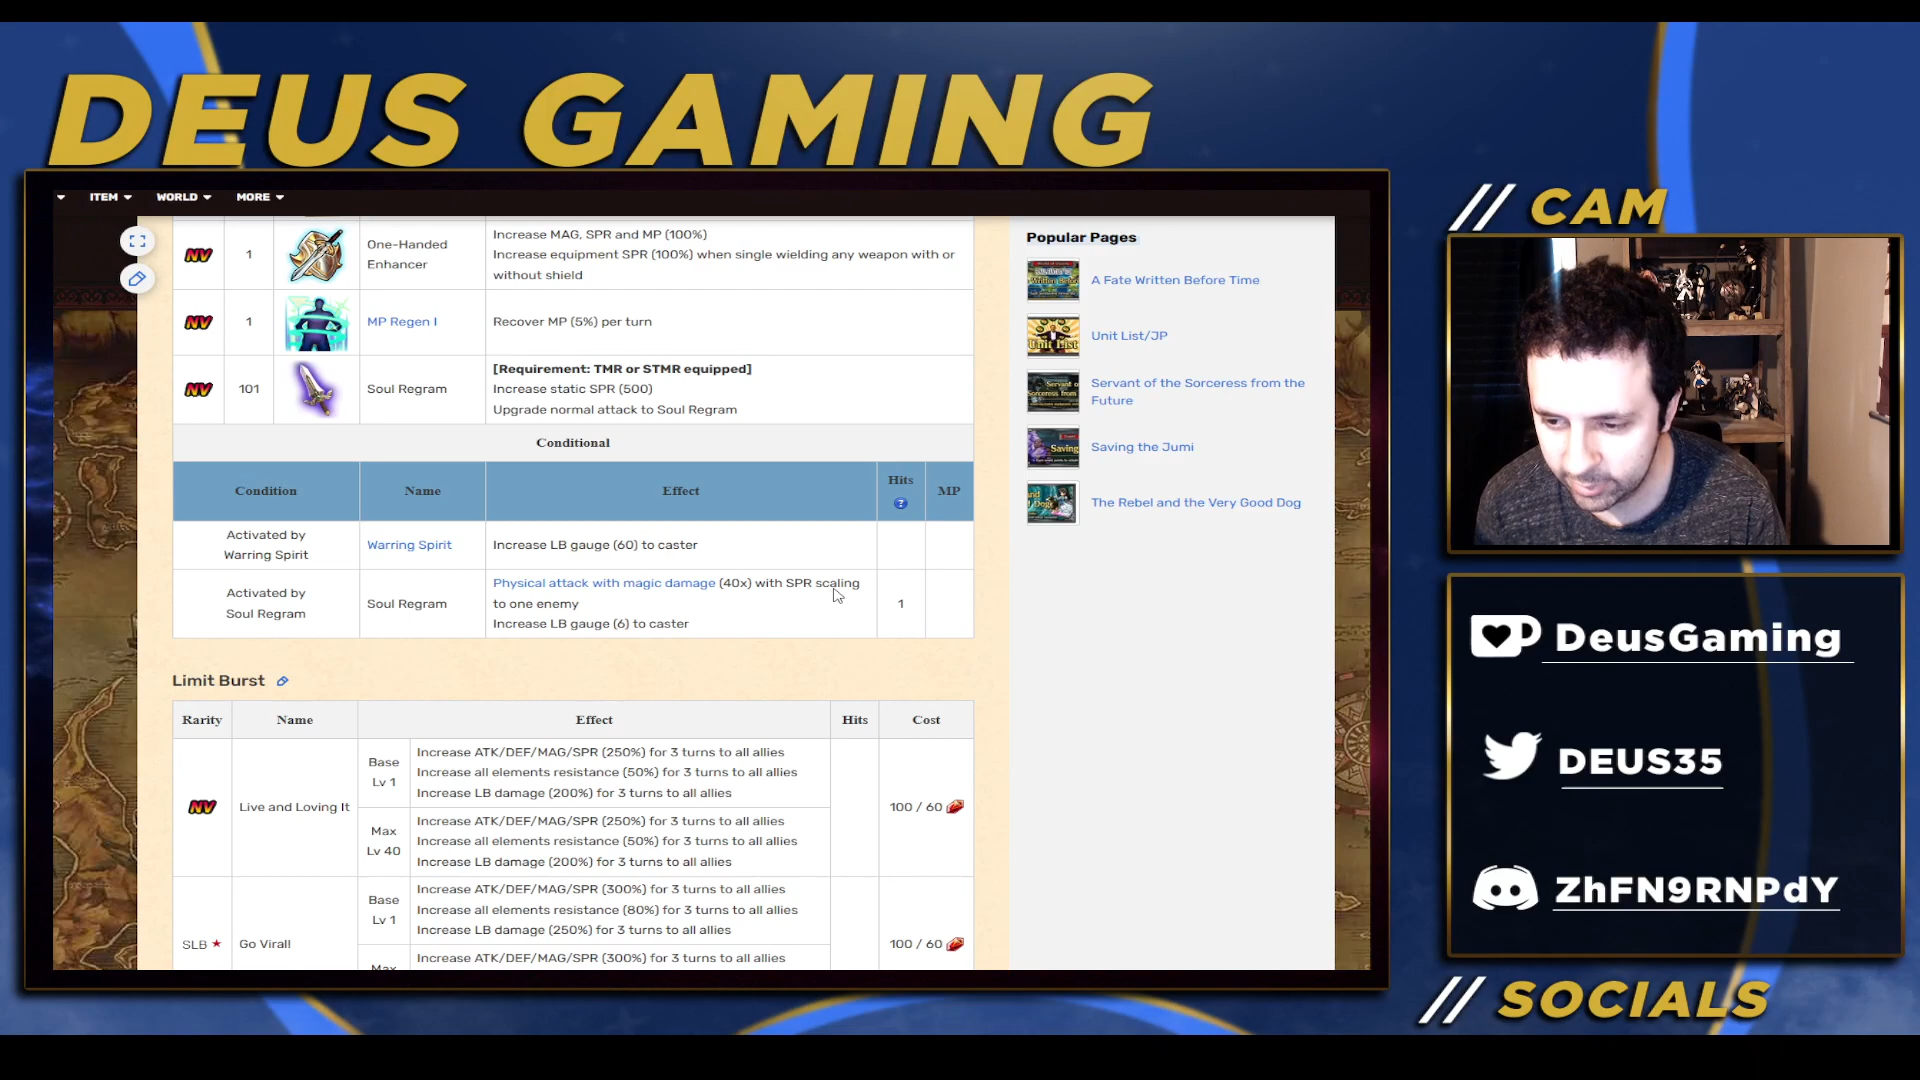 DEUS GAMING
ITEM
WORLD
MORE
NV
1
One-Handed
Enhancer
Increase MAG, SPR and MP (100%)
Increase equipment SPR (100%) when single wielding any weapon with or
without shield
NV
1
MP Regen I
Recover MP (5%) per turn
NV
101
Soul Regram
[Requirement: TMR or STMR equipped]
Increase static SPR (500)
Upgrade normal attack to Soul Regram
Conditional
Condition
Name
Effect
Hits
?
MP
Activated by
Warring Spirit
Warring Spirit
Increase LB gauge (60) to caster
Activated by
Soul Regram
Soul Regram
Physical attack with magic damage (40x) with SPR scaling
to one enemy
Increase LB gauge (6) to caster
1
Limit Burst
Rarity
Name
Effect
Hits
Cost
NV
Live and Loving It
Base
Lv 1
Increase ATK/DEF/MAG/SPR (250%) for 3 turns to all allies
Increase all elements resistance (50%) for 3 turns to all allies
Increase LB damage (200%) for 3 turns to all allies
Max
Lv 40
Increase ATK/DEF/MAG/SPR (250%) for 3 turns to all allies
Increase all elements resistance (50%) for 3 turns to all allies
Increase LB damage (200%) for 3 turns to all allies
100 / 60
SLB
Go Viral!
Base
Lv 1
Increase ATK/DEF/MAG/SPR (300%) for 3 turns to all allies
Increase all elements resistance (80%) for 3 turns to all allies
Increase LB damage (250%) for 3 turns to all allies
Max
Increase ATK/DEF/MAG/SPR (300%) for 3 turns to all allies
100 / 60
Popular Pages
A Fate Written Before Time
Unit List
Unit List/JP
Servant of the Sorceress from the
Future
Saving
Saving the Jumi
The Rebel and the Very Good Dog
// CAM
DeusGaming
DEUS35
ZhFN9RNPdY
// SOCIALS